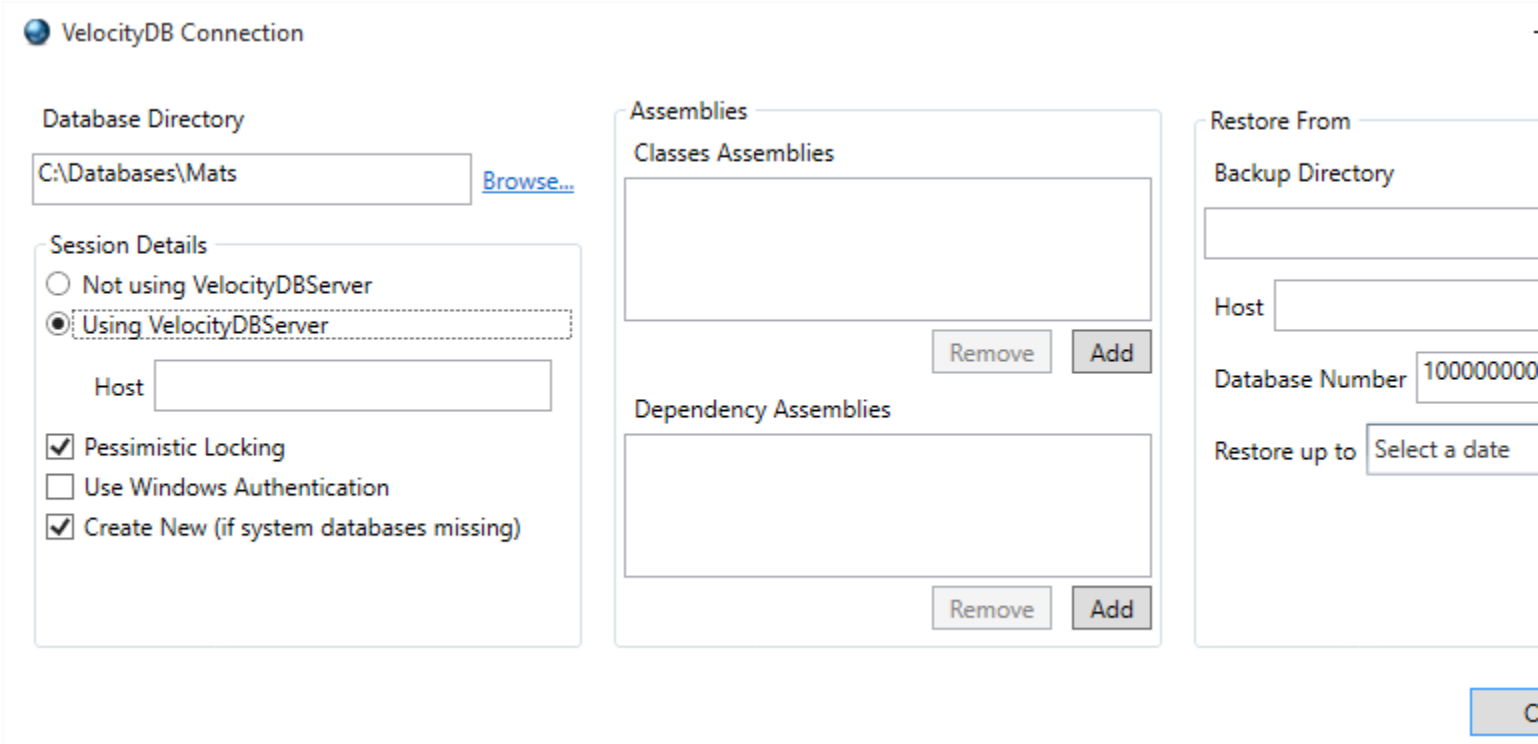 VelocityDB Connection
Database Directory
C:\Databases\Mats
Browse...
Session Details
Not using VelocityDBServer
Using VelocityDBServer
Host
Pessimistic Locking
Use Windows Authentication
Create New (if system databases missing)
Assemblies
Classes Assemblies
Remove
Add
Dependency Assemblies
Remove
Add
Restore From
Backup Directory
Host
Database Number
100000000
Restore up to
Select a date